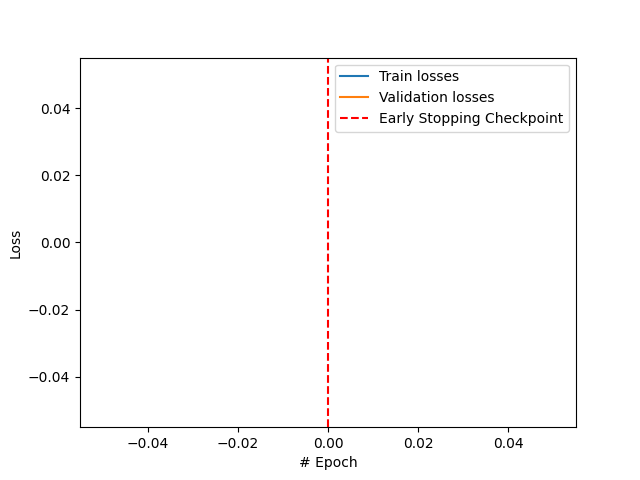 Train losses
Validation losses
Early Stopping Checkpoint
0.04
0.02
0.00
−0.02
−0.04
Loss
−0.04
−0.02
0.00
0.02
0.04
# Epoch